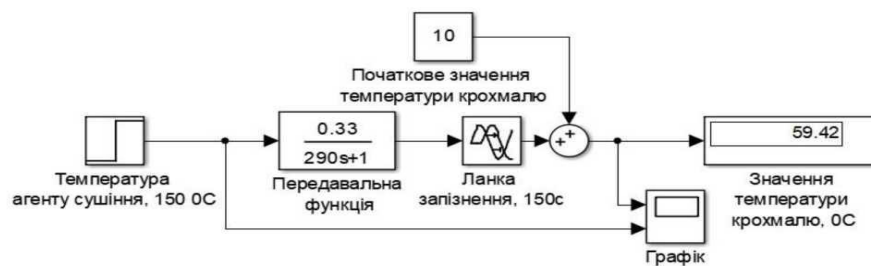 10
Початкове значення
температури крохмалю
0.33
290s+1
59.42
Температура
агенту сушіння, 150 0С
Передавальна
функція
Ланка
запізнення, 150с
++
Значення
температури
крохмалю, 0С
Графік